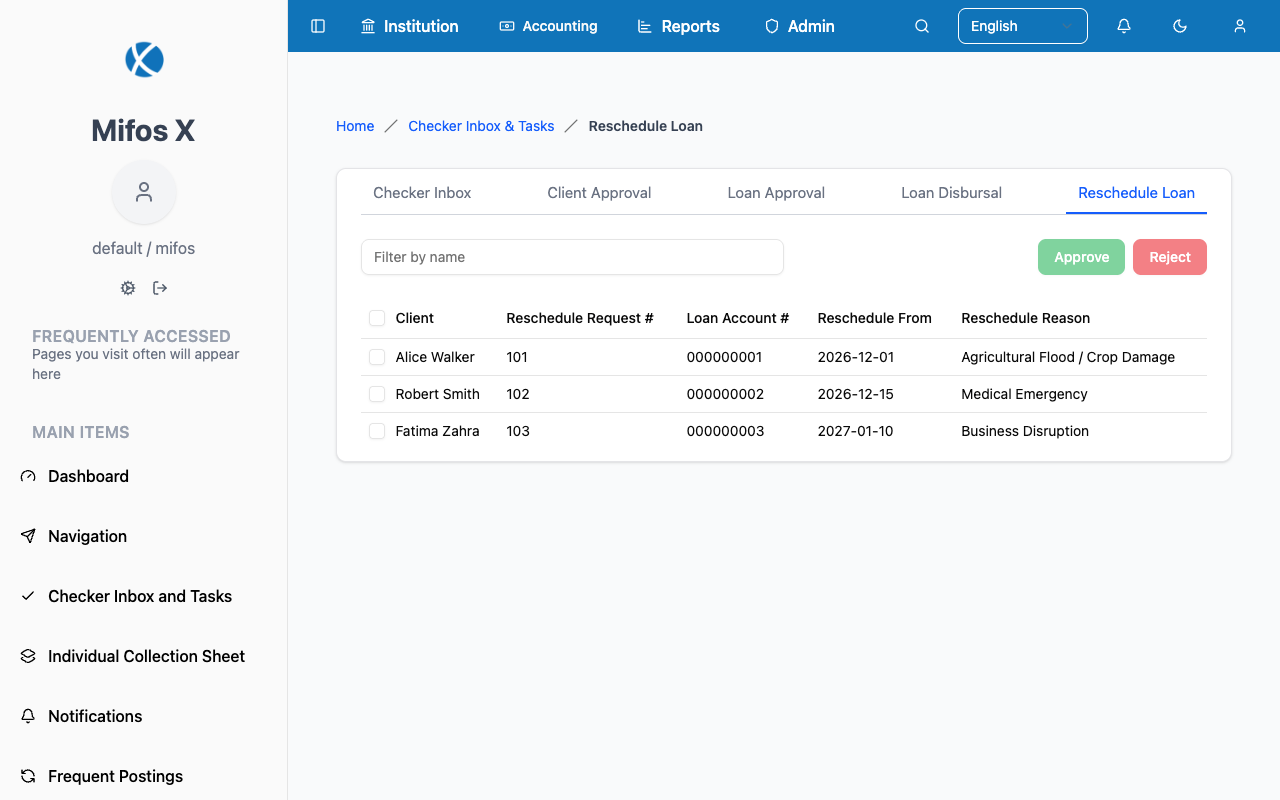 Mifos X
default / mifos
FREQUENTLY ACCESSED
Pages you visit often will appear
here
MAIN ITEMS
Dashboard
Navigation
Checker Inbox and Tasks
Individual Collection Sheet
Notifications
Frequent Postings
Institution Accounting Reports Admin English
Home / Checker Inbox & Tasks / Reschedule Loan
Checker Inbox Client Approval Loan Approval Loan Disbursal Reschedule Loan
Filter by name Approve Reject
Client Reschedule Request # Loan Account # Reschedule From Reschedule Reason
Alice Walker 101 000000001 2026-12-01 Agricultural Flood / Crop Damage
Robert Smith 102 000000002 2026-12-15 Medical Emergency
Fatima Zahra 103 000000003 2027-01-10 Business Disruption